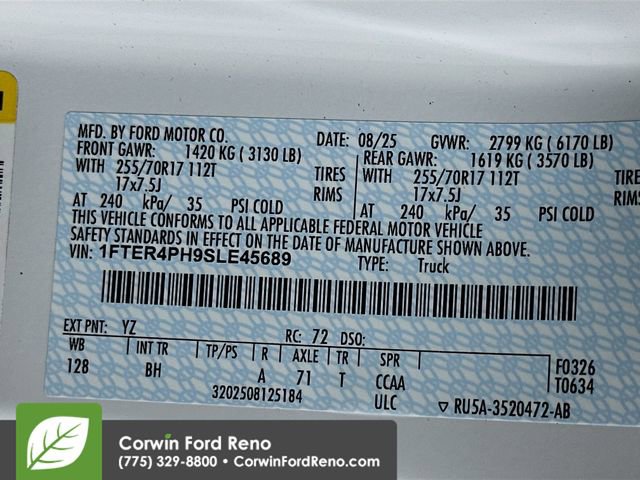 MFD. BY FORD MOTOR CO. DATE: 08/25 GVWR: 2799 KG ( 6170 LB)
FRONT GAWR: 1420 KG ( 3130 LB) REAR GAWR: 1619 KG ( 3570 LB)
WITH 255/70R17 112T TIRES WITH 255/70R17 112T TIRES
17x7.5J RIMS 17x7.5J RIMS
AT 240 kPa/ 35 PSI COLD AT 240 kPa/ 35 PSI COLD
THIS VEHICLE CONFORMS TO ALL APPLICABLE FEDERAL MOTOR VEHICLE
SAFETY STANDARDS IN EFFECT ON THE DATE OF MANUFACTURE SHOWN ABOVE.
VIN: 1FTER4PH9SLE45689 TYPE: Truck
EXT PNT: YZ RC: 72 DSO:
WB INT TR TP/PS R AXLE TR SPR F0326
128 BH A 71 T CCAA T0634
3202508125184 ULC ▽ RU5A-3520472-AB
Corwin Ford Reno
(775) 329-8800 • CorwinFordReno.com